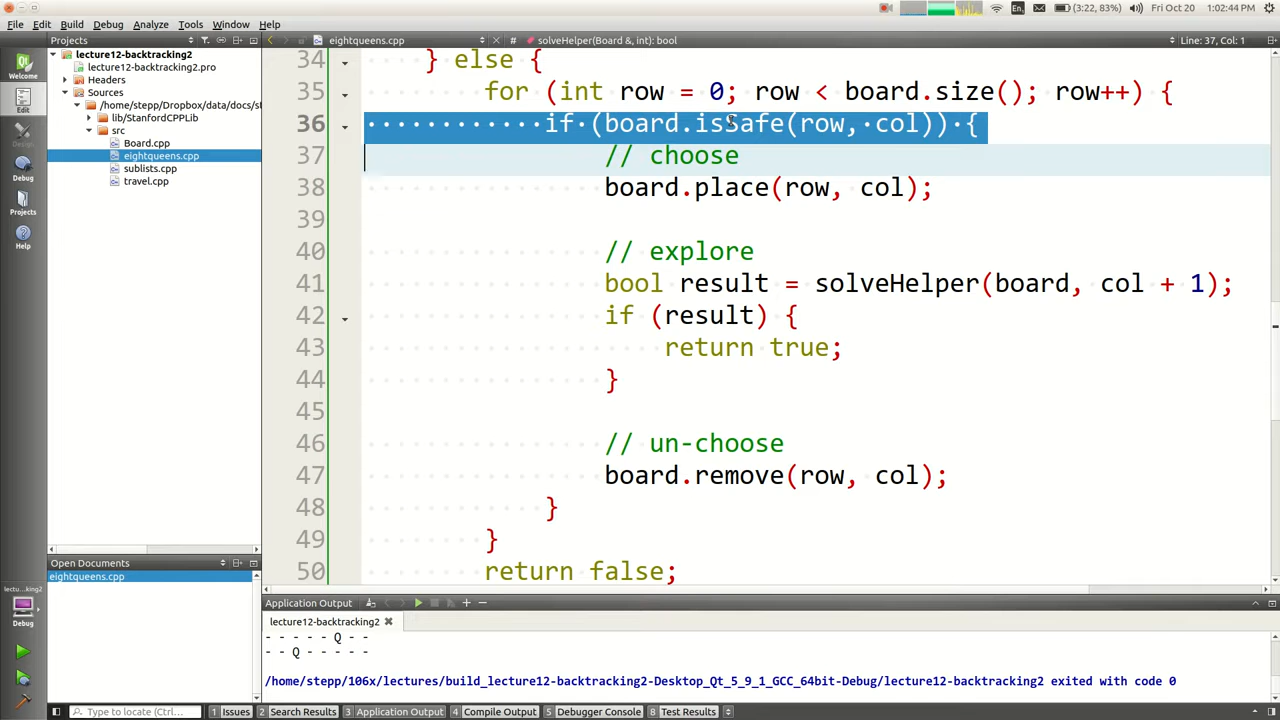 (3:22, 83%) Fri Oct 20 1:02:44 PM
File Edit Build Debug Analyze Tools Window Help
Projects
eightqueens.cpp
# solveHelper(Board &, int): bool
Line: 37, Col: 1
Welcome
Edit
Design
Debug
Projects
Help
lecture12-backtracking2
lecture12-backtracking2.pro
Headers
Sources
/home/stepp/Dropbox/data/docs/st
lib/StanfordCPPLib
src
Board.cpp
eightqueens.cpp
sublists.cpp
travel.cpp
34 } else {
35 for (int row = 0; row < board.size(); row++) {
36 if (board.isSafe(row, col)) {
37 // choose
38 board.place(row, col);
39
40 // explore
41 bool result = solveHelper(board, col + 1);
42 if (result) {
43 return true;
44 }
45
46 // un-choose
47 board.remove(row, col);
48 }
49 }
50 return false;
Open Documents
eightqueens.cpp
lectu...king2
Debug
Application Output
lecture12-backtracking2
- - - - - Q - -
- - Q - - - - -
/home/stepp/106x/lectures/build_lecture12-backtracking2-Desktop_Qt_5_9_1_GCC_64bit-Debug/lecture12-backtracking2 exited with code 0
Type to locate (Ctrl...
1 Issues 2 Search Results 3 Application Output 4 Compile Output 5 Debugger Console 8 Test Results